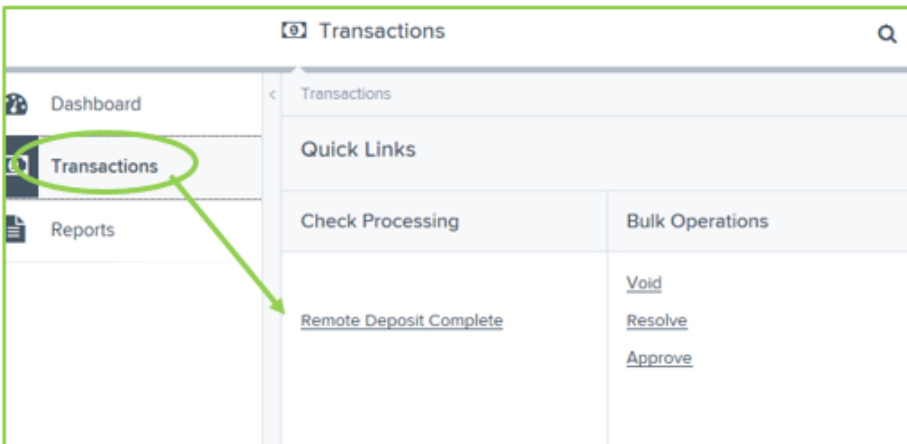 Transactions
Dashboard
Transactions
Reports
Transactions
Quick Links
Check Processing
Bulk Operations
Remote Deposit Complete
Void
Resolve
Approve